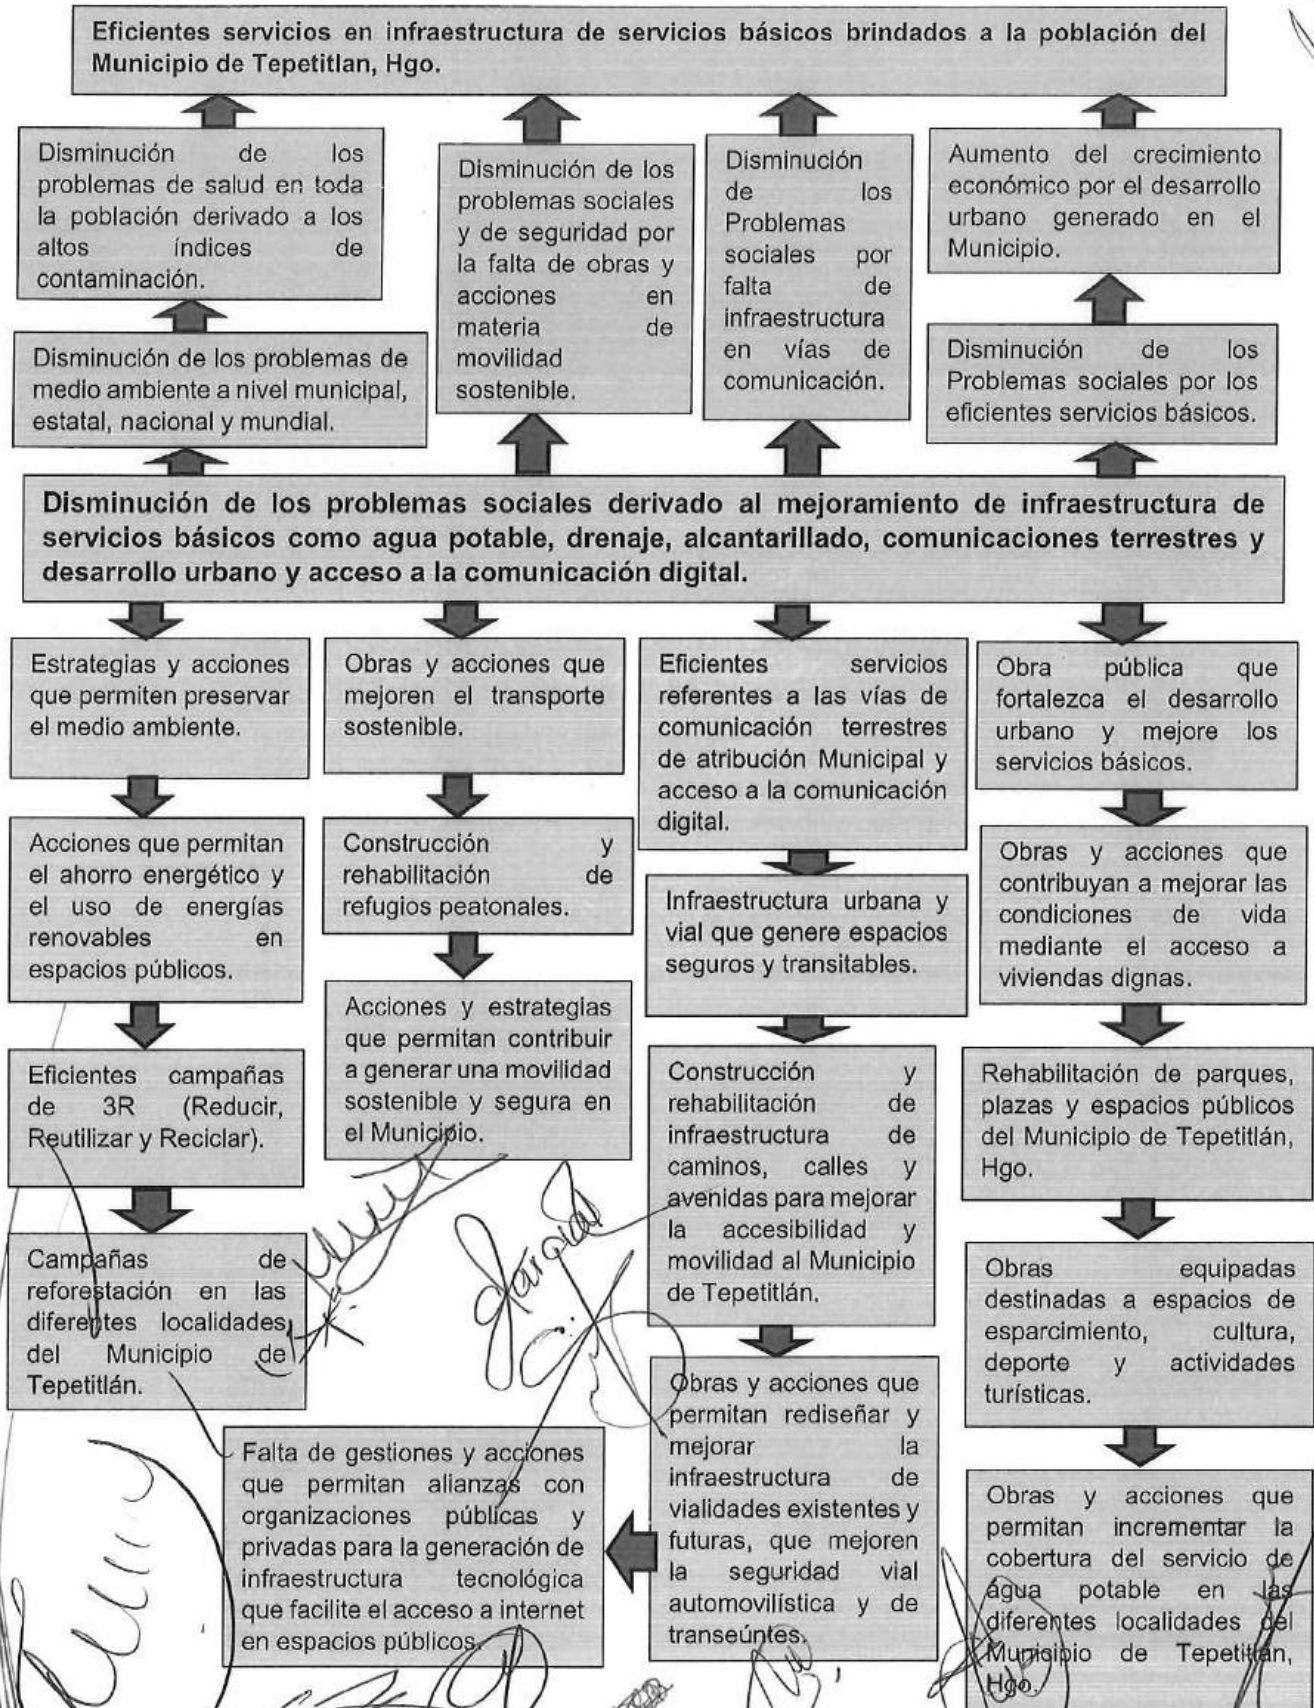 Eficientes servicios en infraestructura de servicios básicos brindados a la población del
Municipio de Tepetitlan, Hgo.
Disminución de los
problemas de salud en toda
la población derivado a los
altos índices de
contaminación.
Disminución de los
problemas sociales
y de seguridad por
la falta de obras y
acciones en
materia de
movilidad
sostenible.
Disminución
de los
Problemas
sociales por
falta de
infraestructura
en vías de
comunicación.
Aumento del crecimiento
económico por el desarrollo
urbano generado en el
Municipio.
Disminución de los problemas de
medio ambiente a nivel municipal,
estatal, nacional y mundial.
Disminución de los
Problemas sociales por los
eficientes servicios básicos.
Disminución de los problemas sociales derivado al mejoramiento de infraestructura de
servicios básicos como agua potable, drenaje, alcantarillado, comunicaciones terrestres y
desarrollo urbano y acceso a la comunicación digital.
Estrategias y acciones
que permiten preservar
el medio ambiente.
Acciones que permitan
el ahorro energético y
el uso de energías
renovables en
espacios públicos.
Eficientes campañas
de 3R (Reducir,
Reutilizar y Reciclar).
Campañas de
reforestación en las
diferentes localidades
del Municipio de
Tepetitlán.
Obras y acciones que
mejoren el transporte
sostenible.
Construcción y
rehabilitación de
refugios peatonales.
Acciones y estrategias
que permitan contribuir
a generar una movilidad
sostenible y segura en
el Municipio.
Eficientes servicios
referentes a las vías de
comunicación terrestres
de atribución Municipal y
acceso a la comunicación
digital.
Infraestructura urbana y
vial que genere espacios
seguros y transitables.
Construcción y
rehabilitación de
infraestructura de
caminos, calles y
avenidas para mejorar
la accesibilidad y
movilidad al Municipio
de Tepetitlán.
Obras y acciones que
permitan rediseñar y
mejorar la
infraestructura de
vialidades existentes y
futuras, que mejoren
la seguridad vial
automovilística y de
transeúntes.
Falta de gestiones y acciones
que permitan alianzas con
organizaciones públicas y
privadas para la generación de
infraestructura tecnológica
que facilite el acceso a internet
en espacios públicos.
Obra pública que
fortalezca el desarrollo
urbano y mejore los
servicios básicos.
Obras y acciones que
contribuyan a mejorar las
condiciones de vida
mediante el acceso a
viviendas dignas.
Rehabilitación de parques,
plazas y espacios públicos
del Municipio de Tepetitlán,
Hgo.
Obras equipadas
destinadas a espacios de
esparcimiento, cultura,
deporte y actividades
turísticas.
Obras y acciones que
permitan incrementar la
cobertura del servicio de
agua potable en las
diferentes localidades del
Municipio de Tepetitlán,
Hgo.